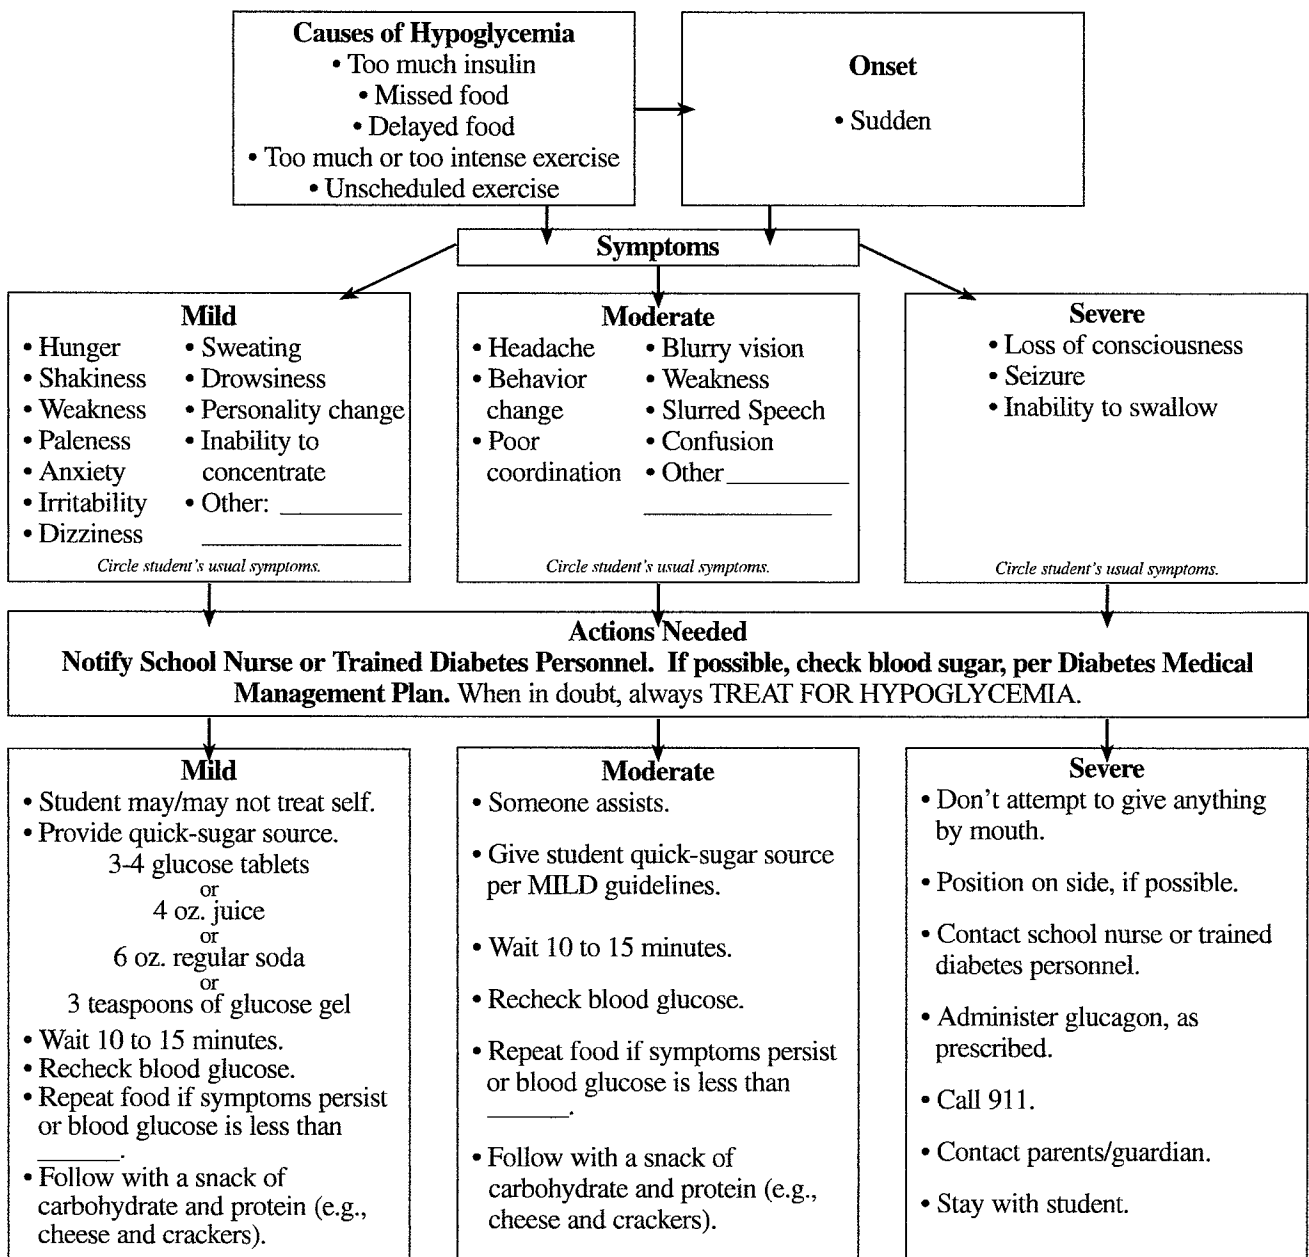 Causes of Hypoglycemia
• Too much insulin
• Missed food
• Delayed food
• Too much or too intense exercise
• Unscheduled exercise
Onset
• Sudden
Symptoms
Mild
• Hunger
• Shakiness
• Weakness
• Paleness
• Anxiety
• Irritability
• Dizziness
• Sweating
• Drowsiness
• Personality change
• Inability to
concentrate
• Other: __________
__________
Circle student's usual symptoms.
Moderate
• Headache
• Behavior
change
• Poor
coordination
• Blurry vision
• Weakness
• Slurred Speech
• Confusion
• Other __________
__________
Circle student's usual symptoms.
Severe
• Loss of consciousness
• Seizure
• Inability to swallow
Circle student's usual symptoms.
Actions Needed
Notify School Nurse or Trained Diabetes Personnel. If possible, check blood sugar, per Diabetes Medical
Management Plan. When in doubt, always TREAT FOR HYPOGLYCEMIA.
Mild
• Student may/may not treat self.
• Provide quick-sugar source.
3-4 glucose tablets
or
4 oz. juice
or
6 oz. regular soda
or
3 teaspoons of glucose gel
• Wait 10 to 15 minutes.
• Recheck blood glucose.
• Repeat food if symptoms persist
or blood glucose is less than
_______.
• Follow with a snack of
carbohydrate and protein (e.g.,
cheese and crackers).
Moderate
• Someone assists.
• Give student quick-sugar source
per MILD guidelines.
• Wait 10 to 15 minutes.
• Recheck blood glucose.
• Repeat food if symptoms persist
or blood glucose is less than
_______.
• Follow with a snack of
carbohydrate and protein (e.g.,
cheese and crackers).
Severe
• Don't attempt to give anything
by mouth.
• Position on side, if possible.
• Contact school nurse or trained
diabetes personnel.
• Administer glucagon, as
prescribed.
• Call 911.
• Contact parents/guardian.
• Stay with student.